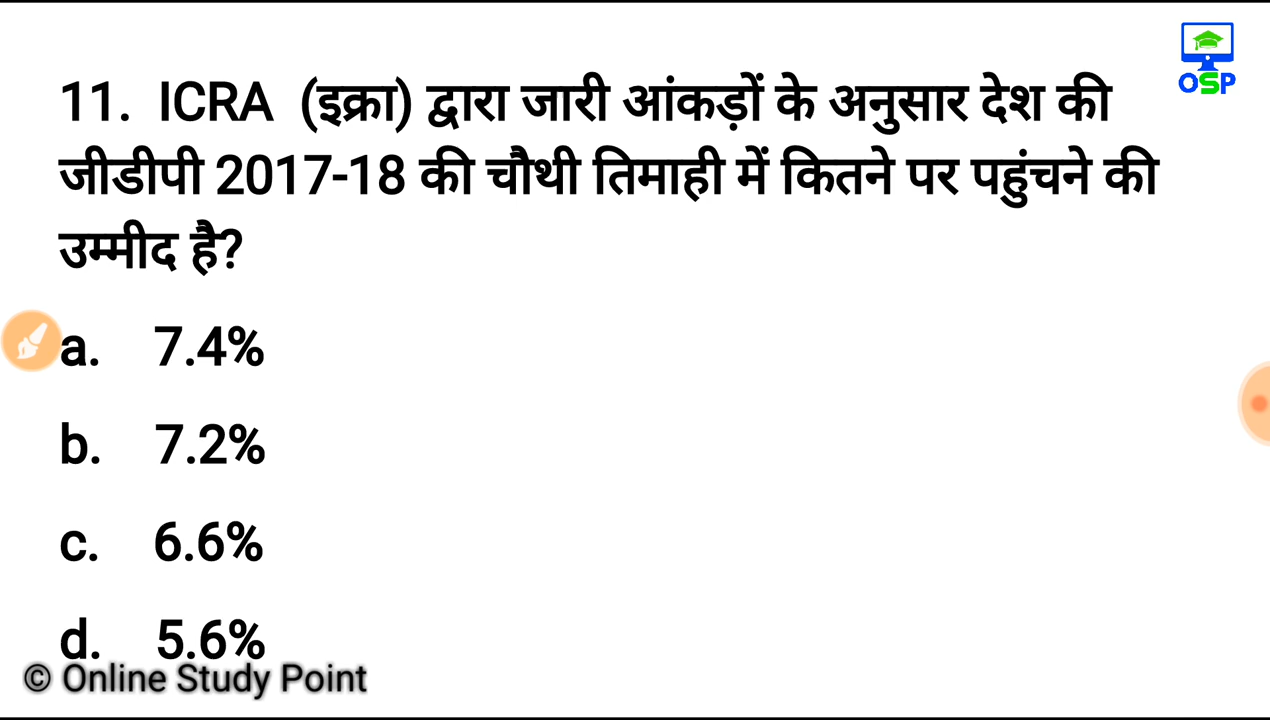 OSP
11. ICRA (इक्रा) द्वारा जारी आंकड़ों के अनुसार देश की
जीडीपी 2017-18 की चौथी तिमाही में कितने पर पहुंचने की
उम्मीद है?
a. 7.4%
b. 7.2%
c. 6.6%
d. 5.6%
© Online Study Point